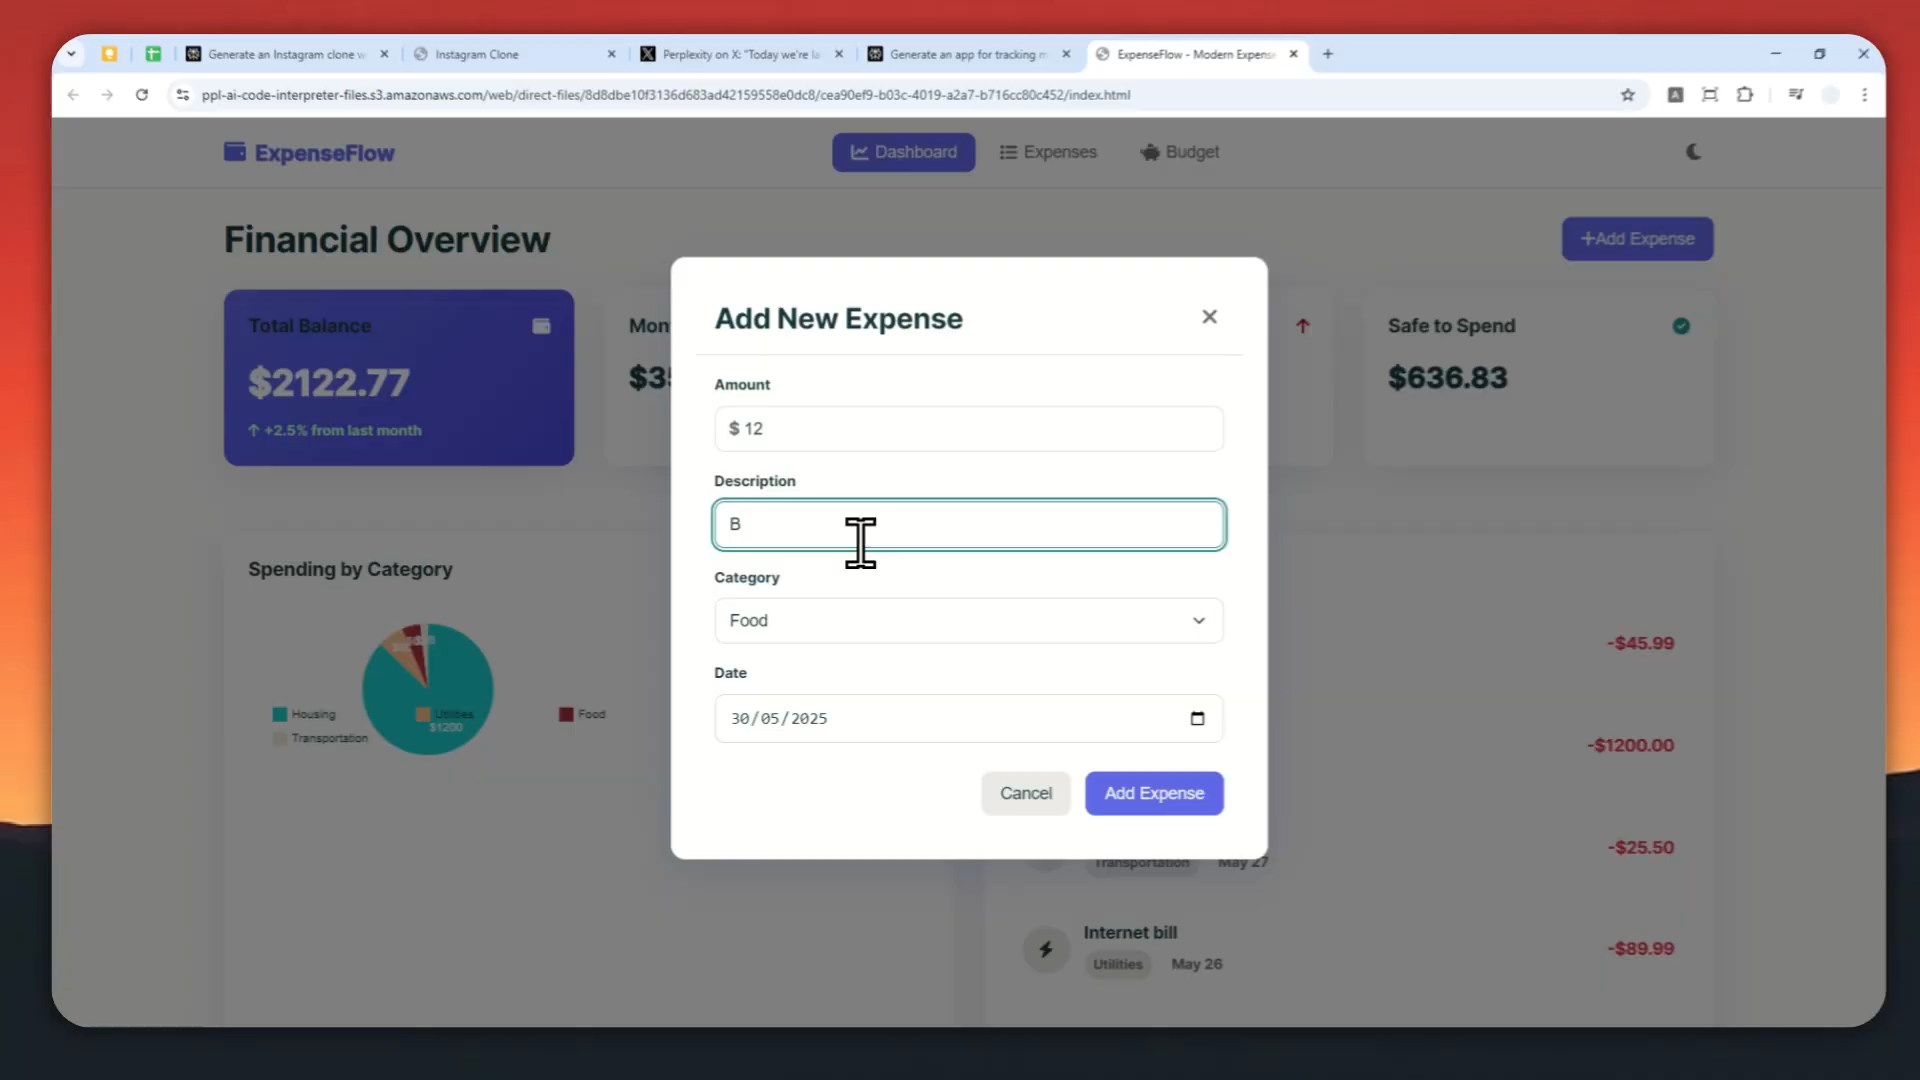 Generate an Instagram clone w
Instagram Clone
Perplexity on X: "Today we're la
Generate an app for tracking m
ExpenseFlow - Modern Expense
ppl-ai-code-interpreter-files.s3.amazonaws.com/web/direct-files/8d8dbe10f3136d683ad42159558e0dc8/cea90ef9-b03c-4019-a2a7-b716cc80c452/index.html
ExpenseFlow
Dashboard
Expenses
Budget
Financial Overview
+Add Expense
Total Balance
$2122.77
↑ +2.5% from last month
Mon
$3
Safe to Spend
$636.83
Add New Expense
Amount
$ 12
Description
B
Category
Food
Date
30/05/2025
Cancel
Add Expense
Spending by Category
Housing
Utilities
Food
Transportation
$1200
-$45.99
-$1200.00
Transportation
May 27
-$25.50
Internet bill
Utilities
May 26
-$89.99